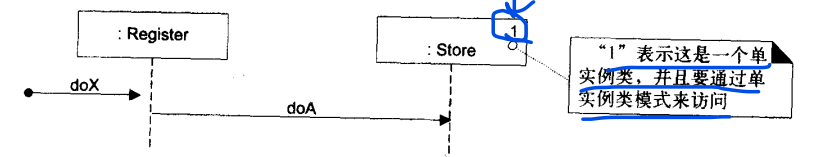 : Register
1
: Store
“1”表示这是一个单
实例类，并且要通过单
实例类模式来访问
doX
doA